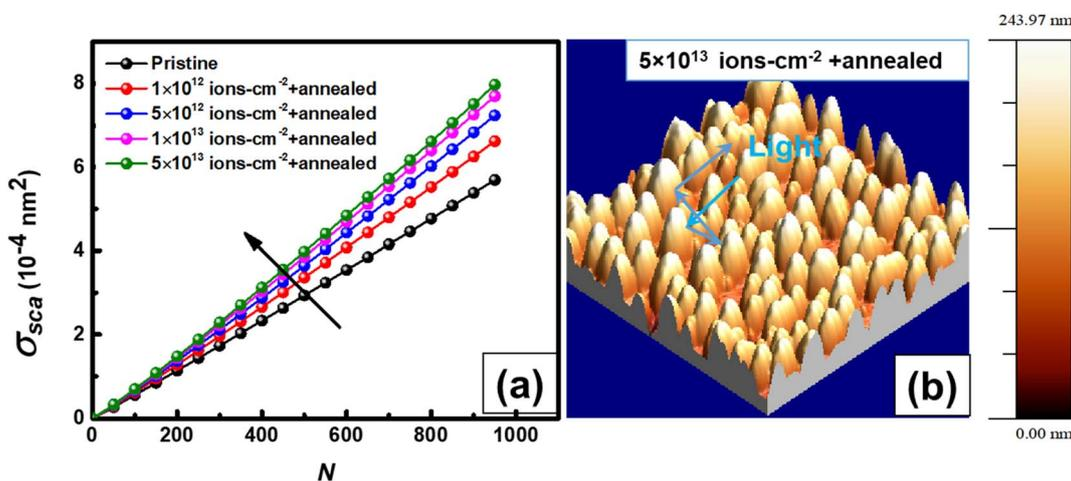 243.97 nm
8
6
4
2
0
0 200 400 600 800 1000
σsca (10⁻⁴ nm²)
N
Pristine
1×10¹² ions-cm⁻²+annealed
5×10¹² ions-cm⁻²+annealed
1×10¹³ ions-cm⁻²+annealed
5×10¹³ ions-cm⁻²+annealed
(a)
5×10¹³ ions-cm⁻² +annealed
Light
(b)
0.00 nm